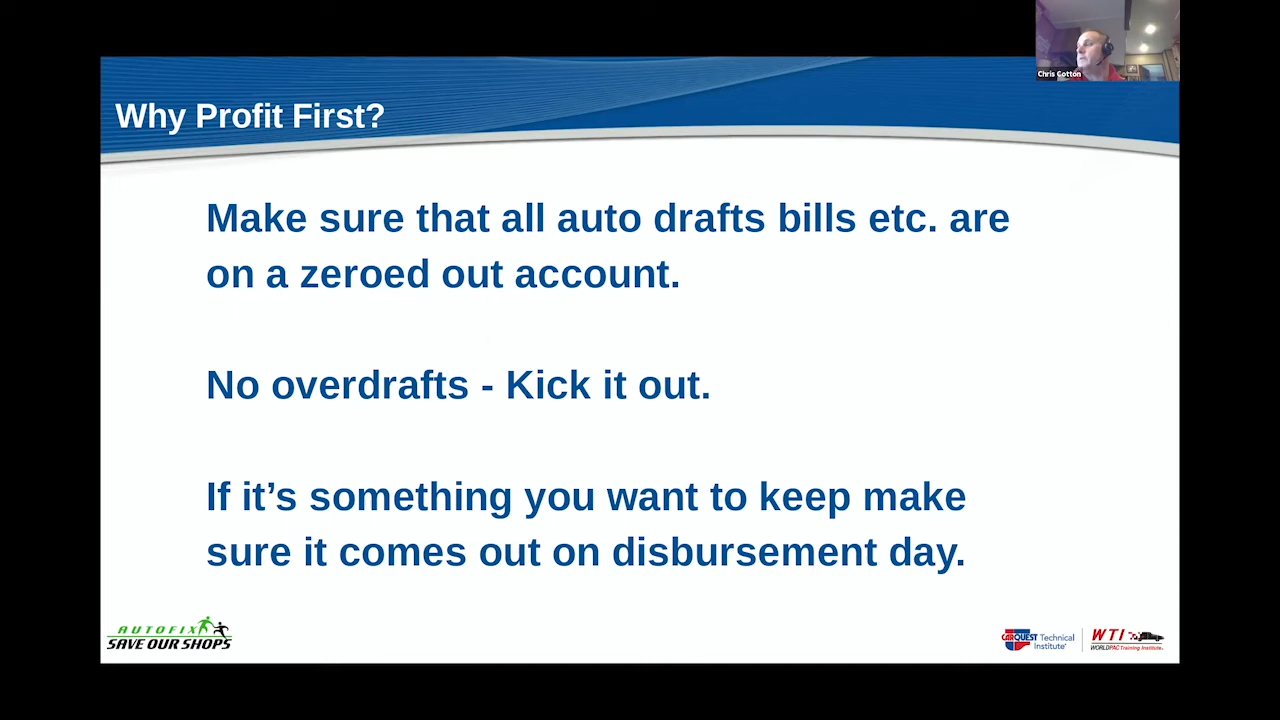 Chris Cotton
Why Profit First?
Make sure that all auto drafts bills etc. are
on a zeroed out account.
No overdrafts - Kick it out.
If it’s something you want to keep make
sure it comes out on disbursement day.
AUTOFIX
SAVE OUR SHOPS
CARQUEST Technical
Institute
WTI
WORLDPAC Training Institute.